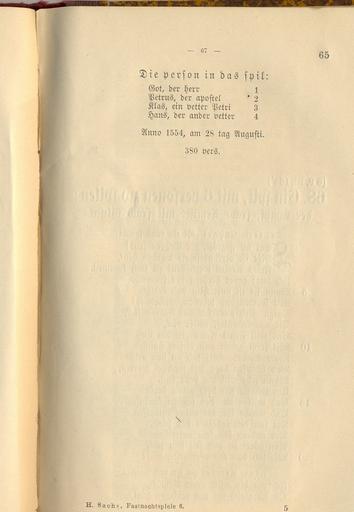 — 67 —
65
Die person in das spil:
Got, der herr 1
Petrus, der apostel 2
Klas, ein vetter Petri 3
Hans, der ander vetter 4
Anno 1554, am 28 tag Augusti.
380 vers.
H. Sachs, Fastnachtspiele 6.
5